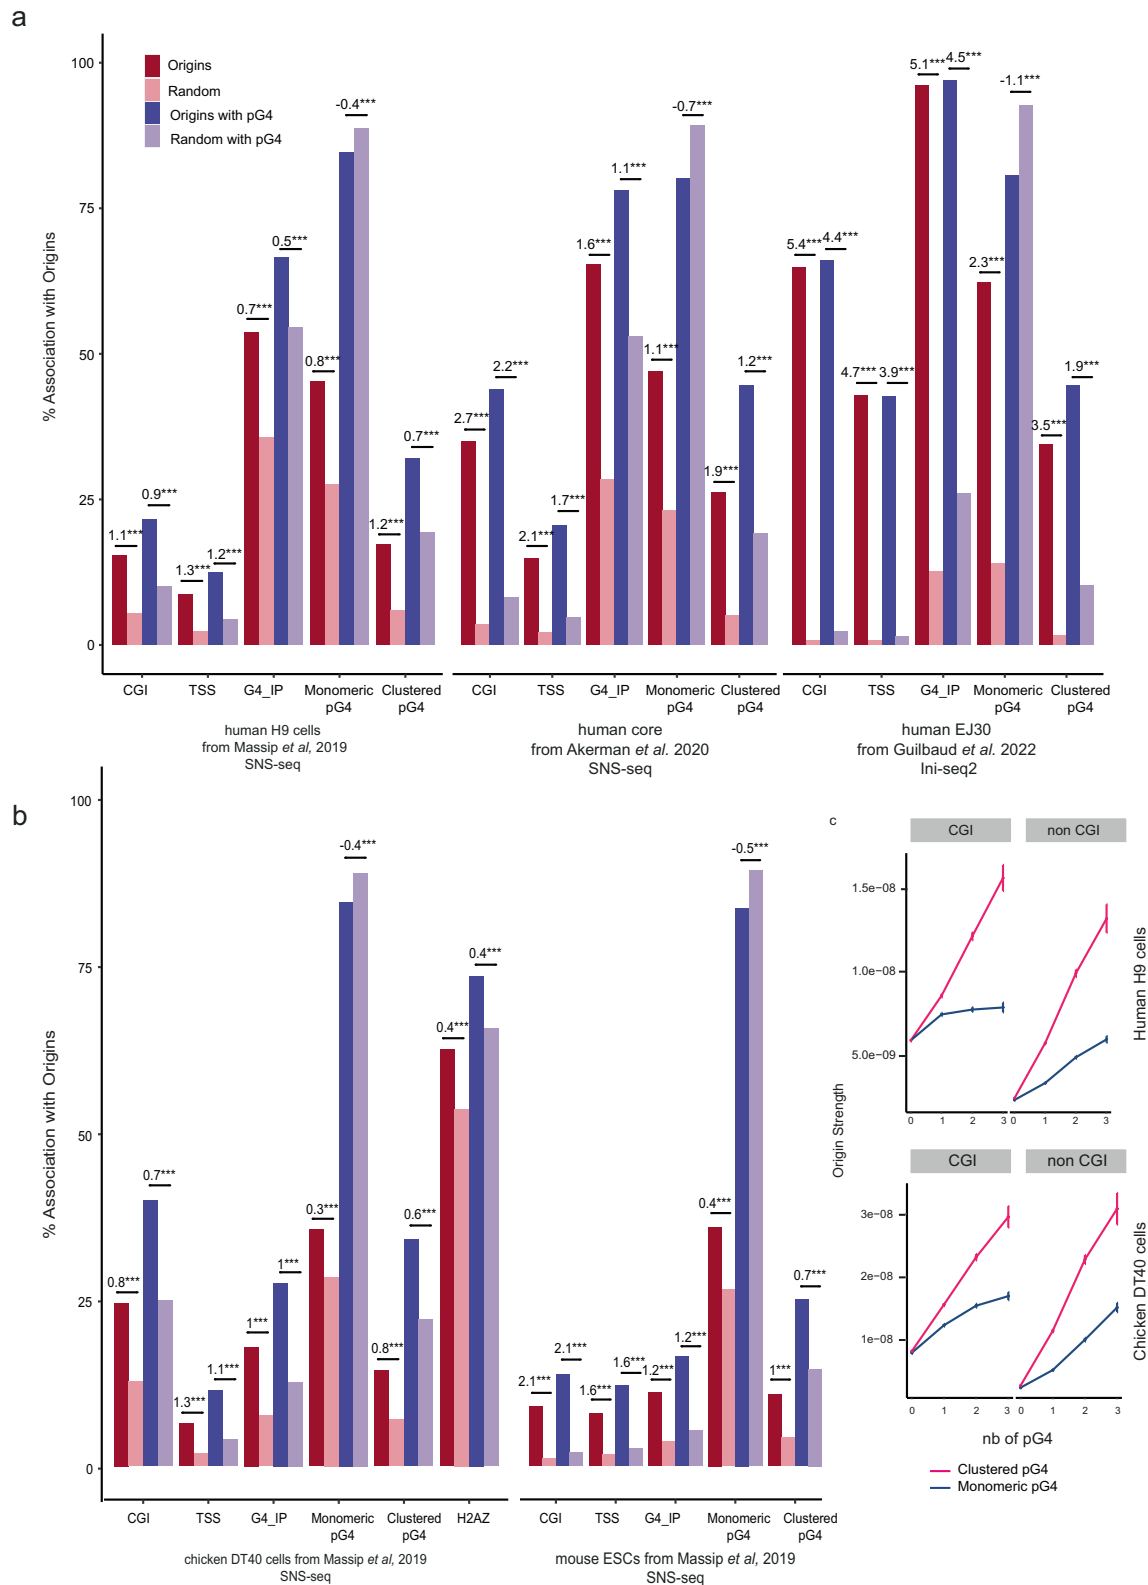 a
100
75
50
25
0
% Association with Origins
Origins
Random
Origins with pG4
Random with pG4
1.1***
0.9***
1.3***
1.2***
0.7***
0.5***
0.8***
-0.4***
1.2***
0.7***
2.7***
2.2***
2.1***
1.7***
1.6***
1.1***
1.1***
-0.7***
1.9***
1.2***
5.4***
4.4***
4.7***
3.9***
5.1***
4.5***
2.3***
-1.1***
3.5***
1.9***
CGI TSS G4_IP Monomeric pG4 Clustered pG4
CGI TSS G4_IP Monomeric pG4 Clustered pG4
CGI TSS G4_IP Monomeric pG4 Clustered pG4
human H9 cells
from Massip et al, 2019
SNS-seq
human core
from Akerman et al. 2020
SNS-seq
human EJ30
from Guilbaud et al. 2022
Ini-seq2
b
100
75
50
25
0
% Association with Origins
0.8***
0.7***
1.3***
1.1***
1***
1***
0.3***
-0.4***
0.8***
0.6***
0.4***
0.4***
2.1***
2.1***
1.6***
1.6***
1.2***
1.2***
0.4***
-0.5***
1***
0.7***
CGI TSS G4_IP Monomeric pG4 Clustered pG4 H2AZ
CGI TSS G4_IP Monomeric pG4 Clustered pG4
chicken DT40 cells from Massip et al, 2019
SNS-seq
mouse ESCs from Massip et al, 2019
SNS-seq
c
CGI
non CGI
1.5e−08
1.0e−08
5.0e−09
0 1 2 3
0 1 2 3
Human H9 cells
Origin Strength
CGI
non CGI
3e−08
2e−08
1e−08
0 1 2 3
0 1 2 3
Chicken DT40 cells
nb of pG4
Clustered pG4
Monomeric pG4